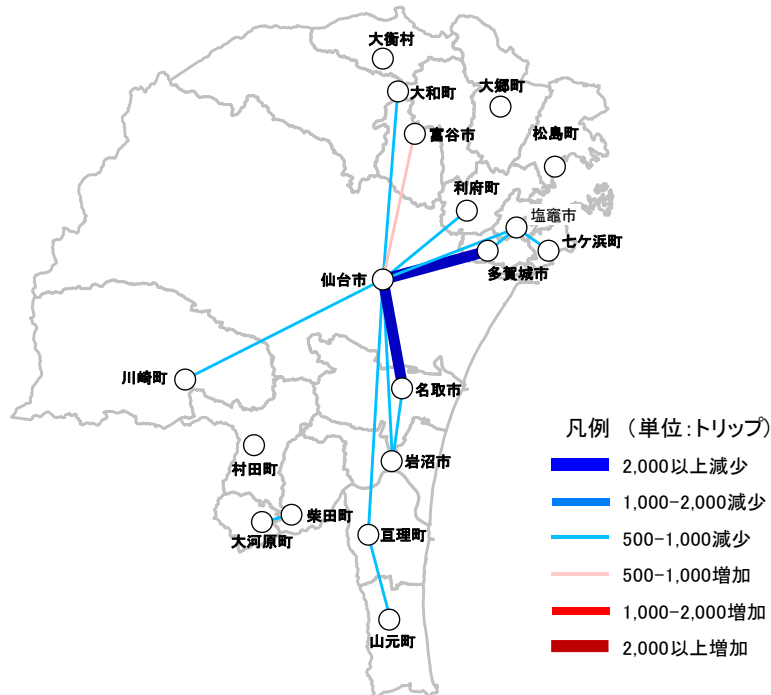 大衡村
大和町
大郷町
富谷市
松島町
利府町
塩竈市
七ケ浜町
多賀城市
仙台市
川崎町
名取市
岩沼市
村田町
柴田町
大河原町
亘理町
山元町
凡例 (単位:トリップ)
2,000以上減少
1,000-2,000減少
500-1,000減少
500-1,000増加
1,000-2,000増加
2,000以上増加